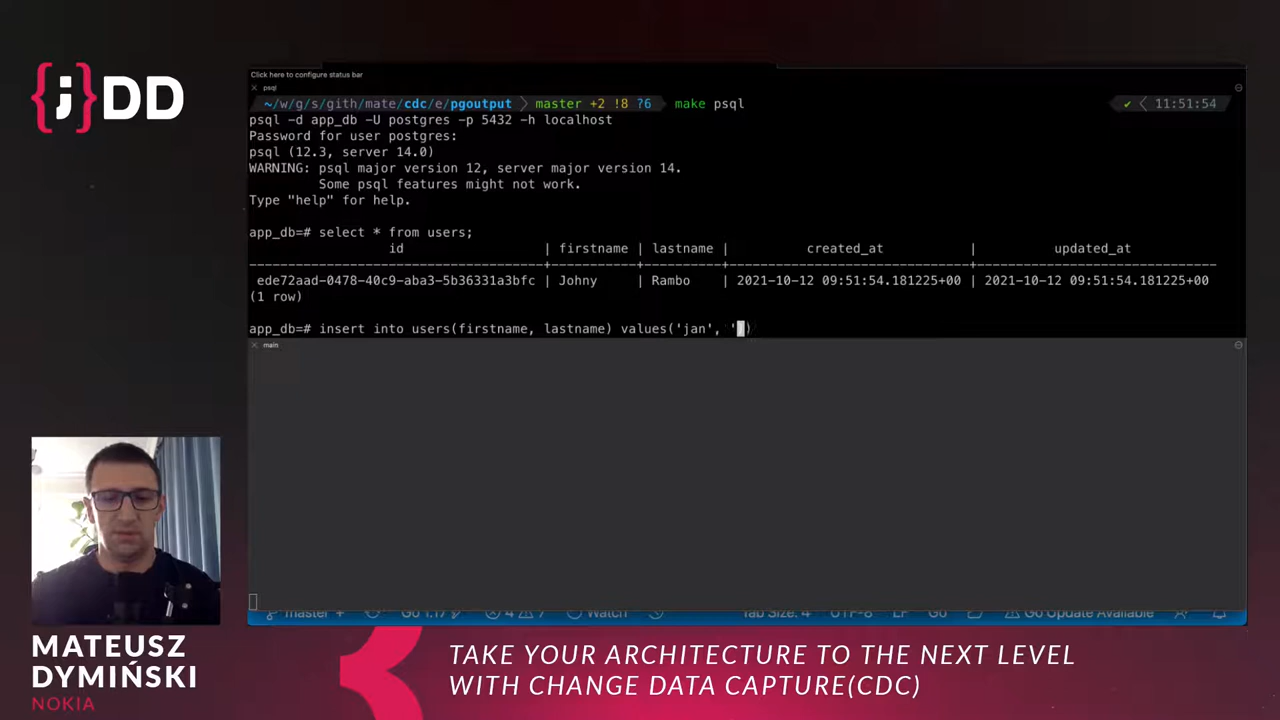 {;}DD
Click here to configure status bar
psql
~/w/g/s/gith/mate/cdc/e/pgoutput master +2 !8 ?6 make psql ✔ 11:51:54
psql -d app_db -U postgres -p 5432 -h localhost
Password for user postgres:
psql (12.3, server 14.0)
WARNING: psql major version 12, server major version 14.
Some psql features might not work.
Type "help" for help.
app_db=# select * from users;
id | firstname | lastname | created_at | updated_at
ede72aad-0478-40c9-aba3-5b36331a3bfc | Johny | Rambo | 2021-10-12 09:51:54.181225+00 | 2021-10-12 09:51:54.181225+00
(1 row)
app_db=# insert into users(firstname, lastname) values('jan', '')
main
master Go 1.17 4 7 Watch Tab Size: 4 UTF-8 LF Go Go Update Available
MATEUSZ
DYMIŃSKI
NOKIA
TAKE YOUR ARCHITECTURE TO THE NEXT LEVEL
WITH CHANGE DATA CAPTURE(CDC)